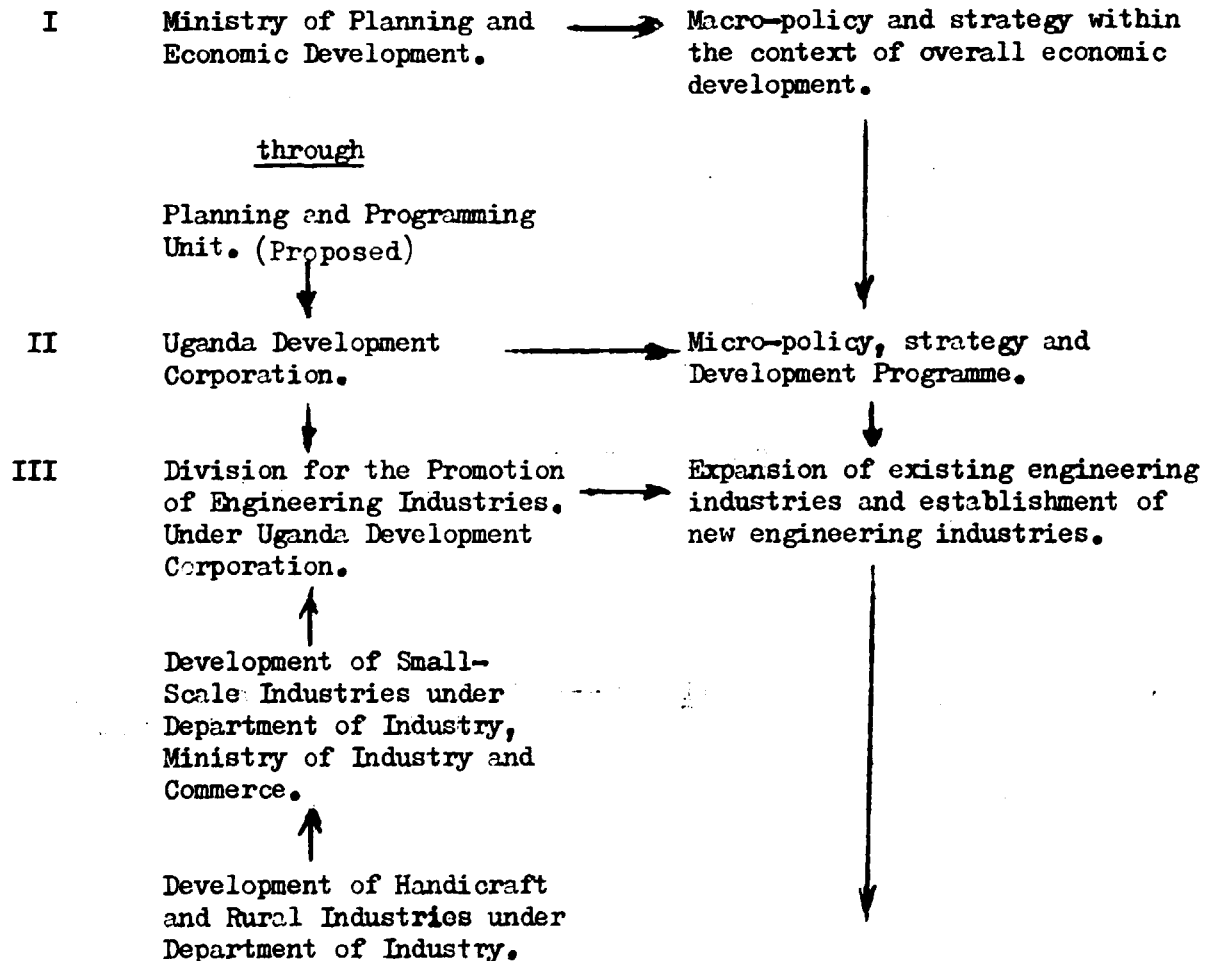 I Ministry of Planning and Economic Development. Macro-policy and strategy within
the context of overall economic
development.
through
Planning and Programming
Unit. (Proposed)
II Uganda Development
Corporation.
Micro-policy, strategy and
Development Programme.
III Division for the Promotion
of Engineering Industries.
Under Uganda Development
Corporation.
Expansion of existing engineering
industries and establishment of
new engineering industries.
Development of Small-
Scale Industries under
Department of Industry,
Ministry of Industry and
Commerce.
Development of Handicraft
and Rural Industries under
Department of Industry.